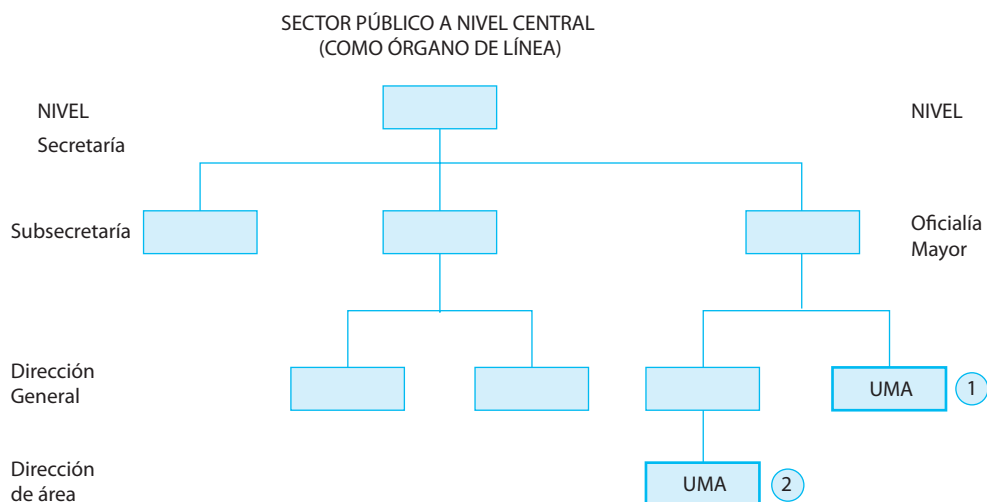 SECTOR PÚBLICO A NIVEL CENTRAL
(COMO ÓRGANO DE LÍNEA)
NIVEL
NIVEL
Secretaría
Subsecretaría
Oficialía
Mayor
Dirección
General
UMA
1
Dirección
de área
UMA
2